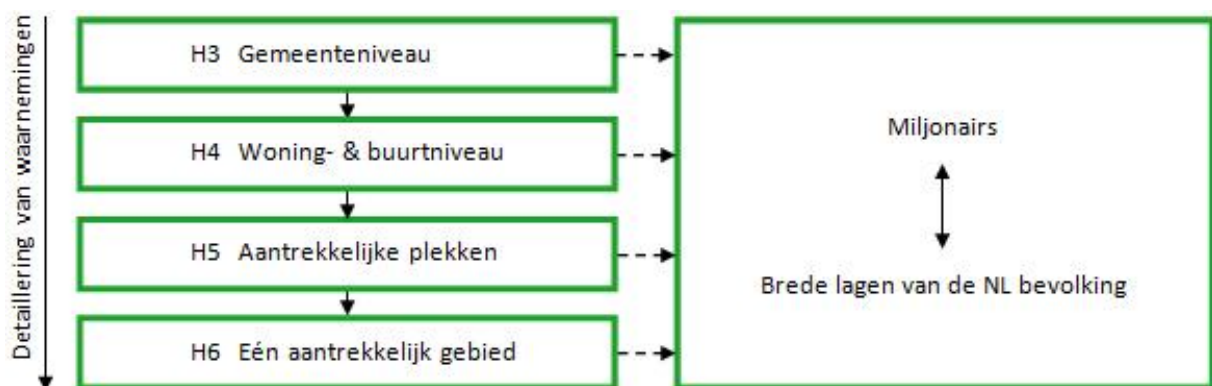 Detaillering van waarnemingen
H3 Gemeenteniveau
H4 Woning- & buurtniveau
H5 Aantrekkelijke plekken
H6 Eén aantrekkelijk gebied
Miljonairs
Brede lagen van de NL bevolking